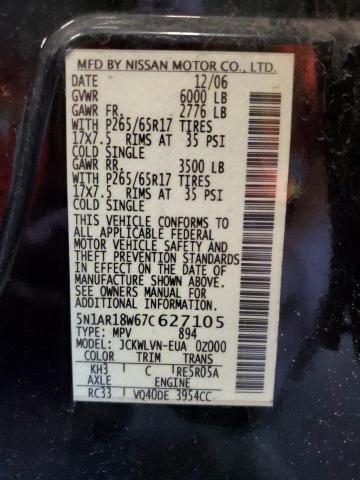 MFD BY NISSAN MOTOR CO., LTD.
DATE 12/06
GVWR 6000 LB
GAWR FR. 2776 LB
WITH P265/65R17 TIRES
17X7.5 RIMS AT 35 PSI
COLD SINGLE
GAWR RR. 3500 LB
WITH P265/65R17 TIRES
17X7.5 RIMS AT 35 PSI
COLD SINGLE
THIS VEHICLE CONFORMS TO
ALL APPLICABLE FEDERAL
MOTOR VEHICLE SAFETY AND
THEFT PREVENTION STANDARDS
IN EFFECT ON THE DATE OF
MANUFACTURE SHOWN ABOVE.
SEE OWNERS MANUAL FOR
ADDITIONAL INFORMATION.
5N1AR18W67C627105
TYPE: MPV 894
MODEL: JCKWLVN-EUA 0Z000
COLOR TRIM TRANS
KH3 C RE5R05A
AXLE ENGINE
RC33 VQ40DE 3954CC